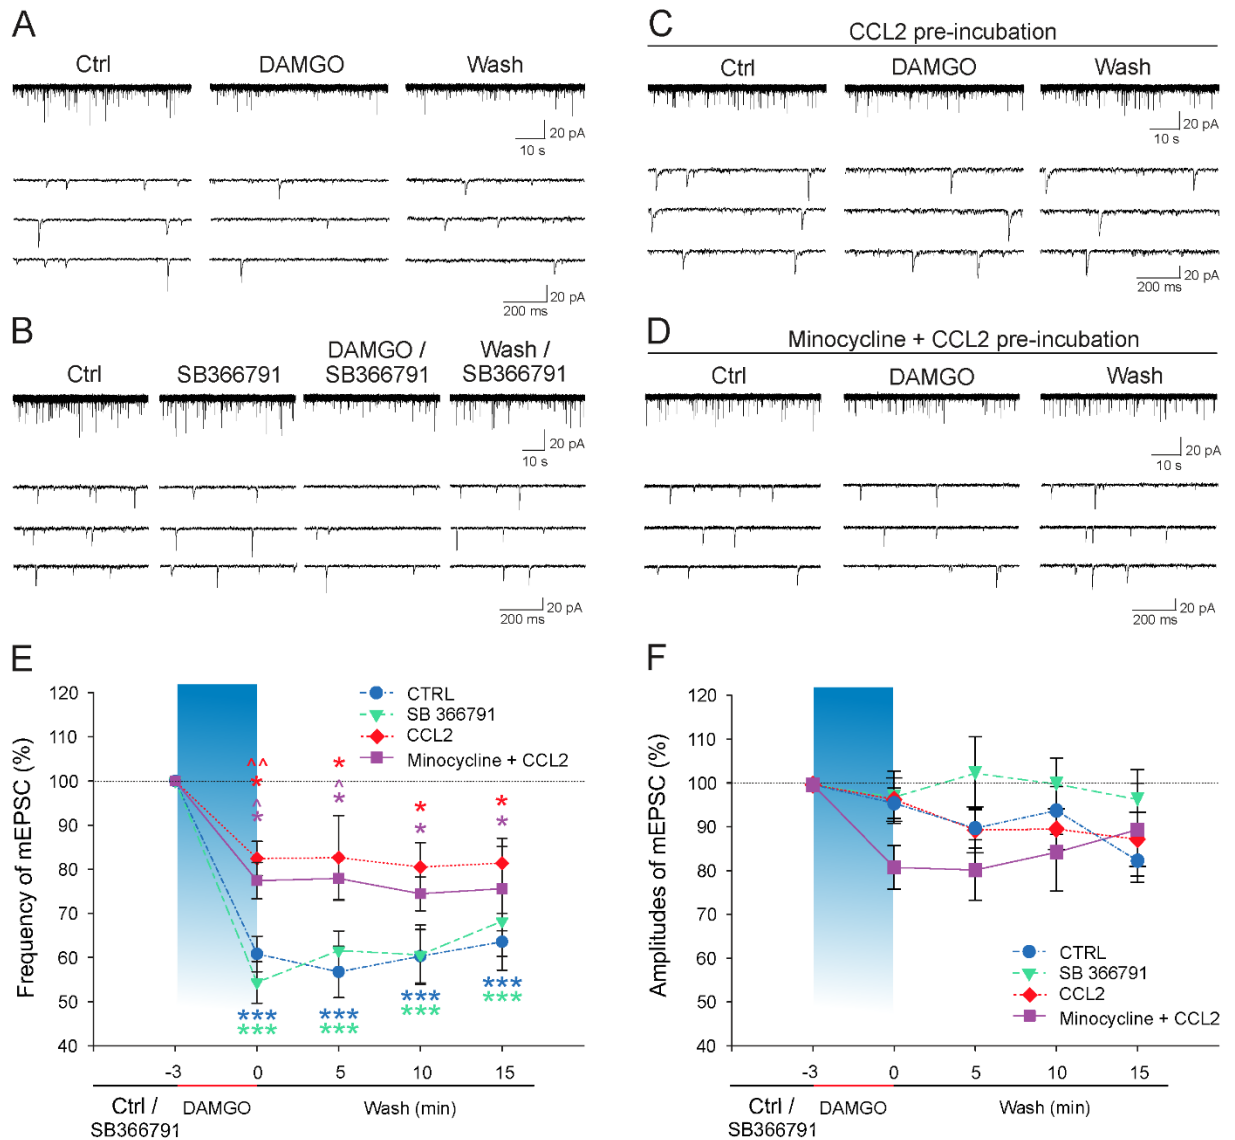 A
Ctrl DAMGO Wash
20 pA
10 s
20 pA
200 ms
B
Ctrl SB366791 DAMGO / SB366791 Wash / SB366791
20 pA
10 s
20 pA
200 ms
C
CCL2 pre-incubation
Ctrl DAMGO Wash
20 pA
10 s
20 pA
200 ms
D
Minocycline + CCL2 pre-incubation
Ctrl DAMGO Wash
20 pA
10 s
20 pA
200 ms
E
Frequency of mEPSC (%)
120
110
100
90
80
70
60
50
40
CTRL
SB 366791
CCL2
Minocycline + CCL2
^^ * * *
* ^ * *
^ *
*
*** *** *** ***
*** *** *** ***
-3 0 5 10 15
Ctrl / SB366791 DAMGO Wash (min)
F
Amplitudes of mEPSC (%)
120
110
100
90
80
70
60
50
40
CTRL
SB 366791
CCL2
Minocycline + CCL2
-3 0 5 10 15
Ctrl / SB366791 DAMGO Wash (min)